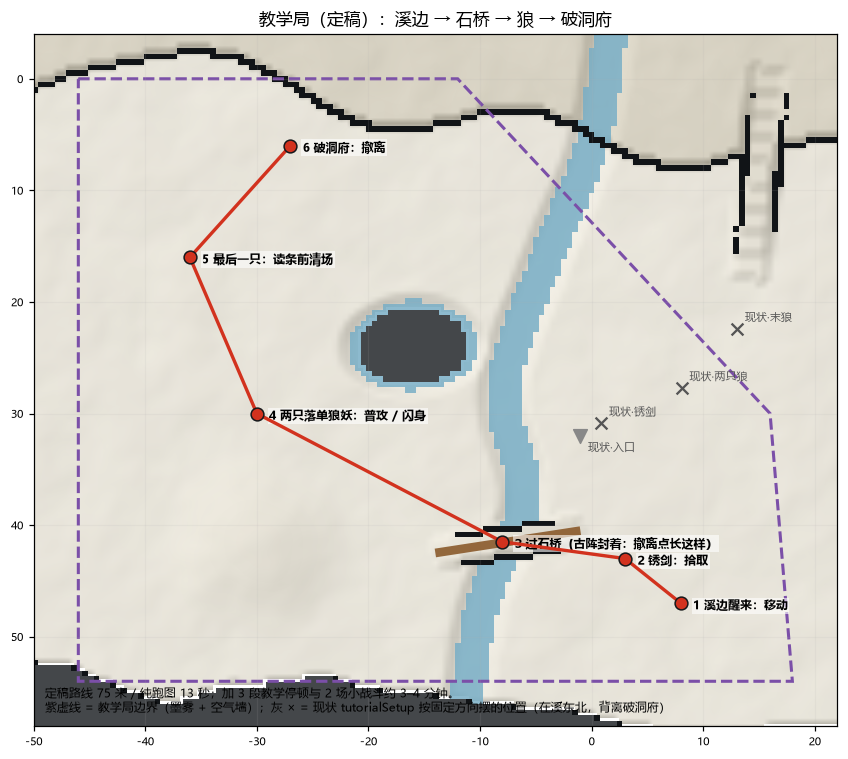 教学局（定稿）：溪边 → 石桥 → 狼 → 破洞府
0
10
20
30
40
50
6 破洞府：撤离
5 最后一只：读条前清场
现状·末狼
现状·两只狼
4 两只落单狼妖：普攻 / 闪身
现状·锈剑
现状·入口
3 过石桥（古阵封着：撤离点长这样）
2 锈剑：拾取
1 溪边醒来：移动
定稿路线 75 米 / 纯跑图 13 秒；加 3 段教学停顿与 2 场小战斗约 3–4 分钟。
紫虚线 = 教学局边界（墨雾 + 空气墙）；灰 × = 现状 tutorialSetup 按固定方向摆的位置（在溪东北，背离破洞府）
-50
-40
-30
-20
-10
0
10
20